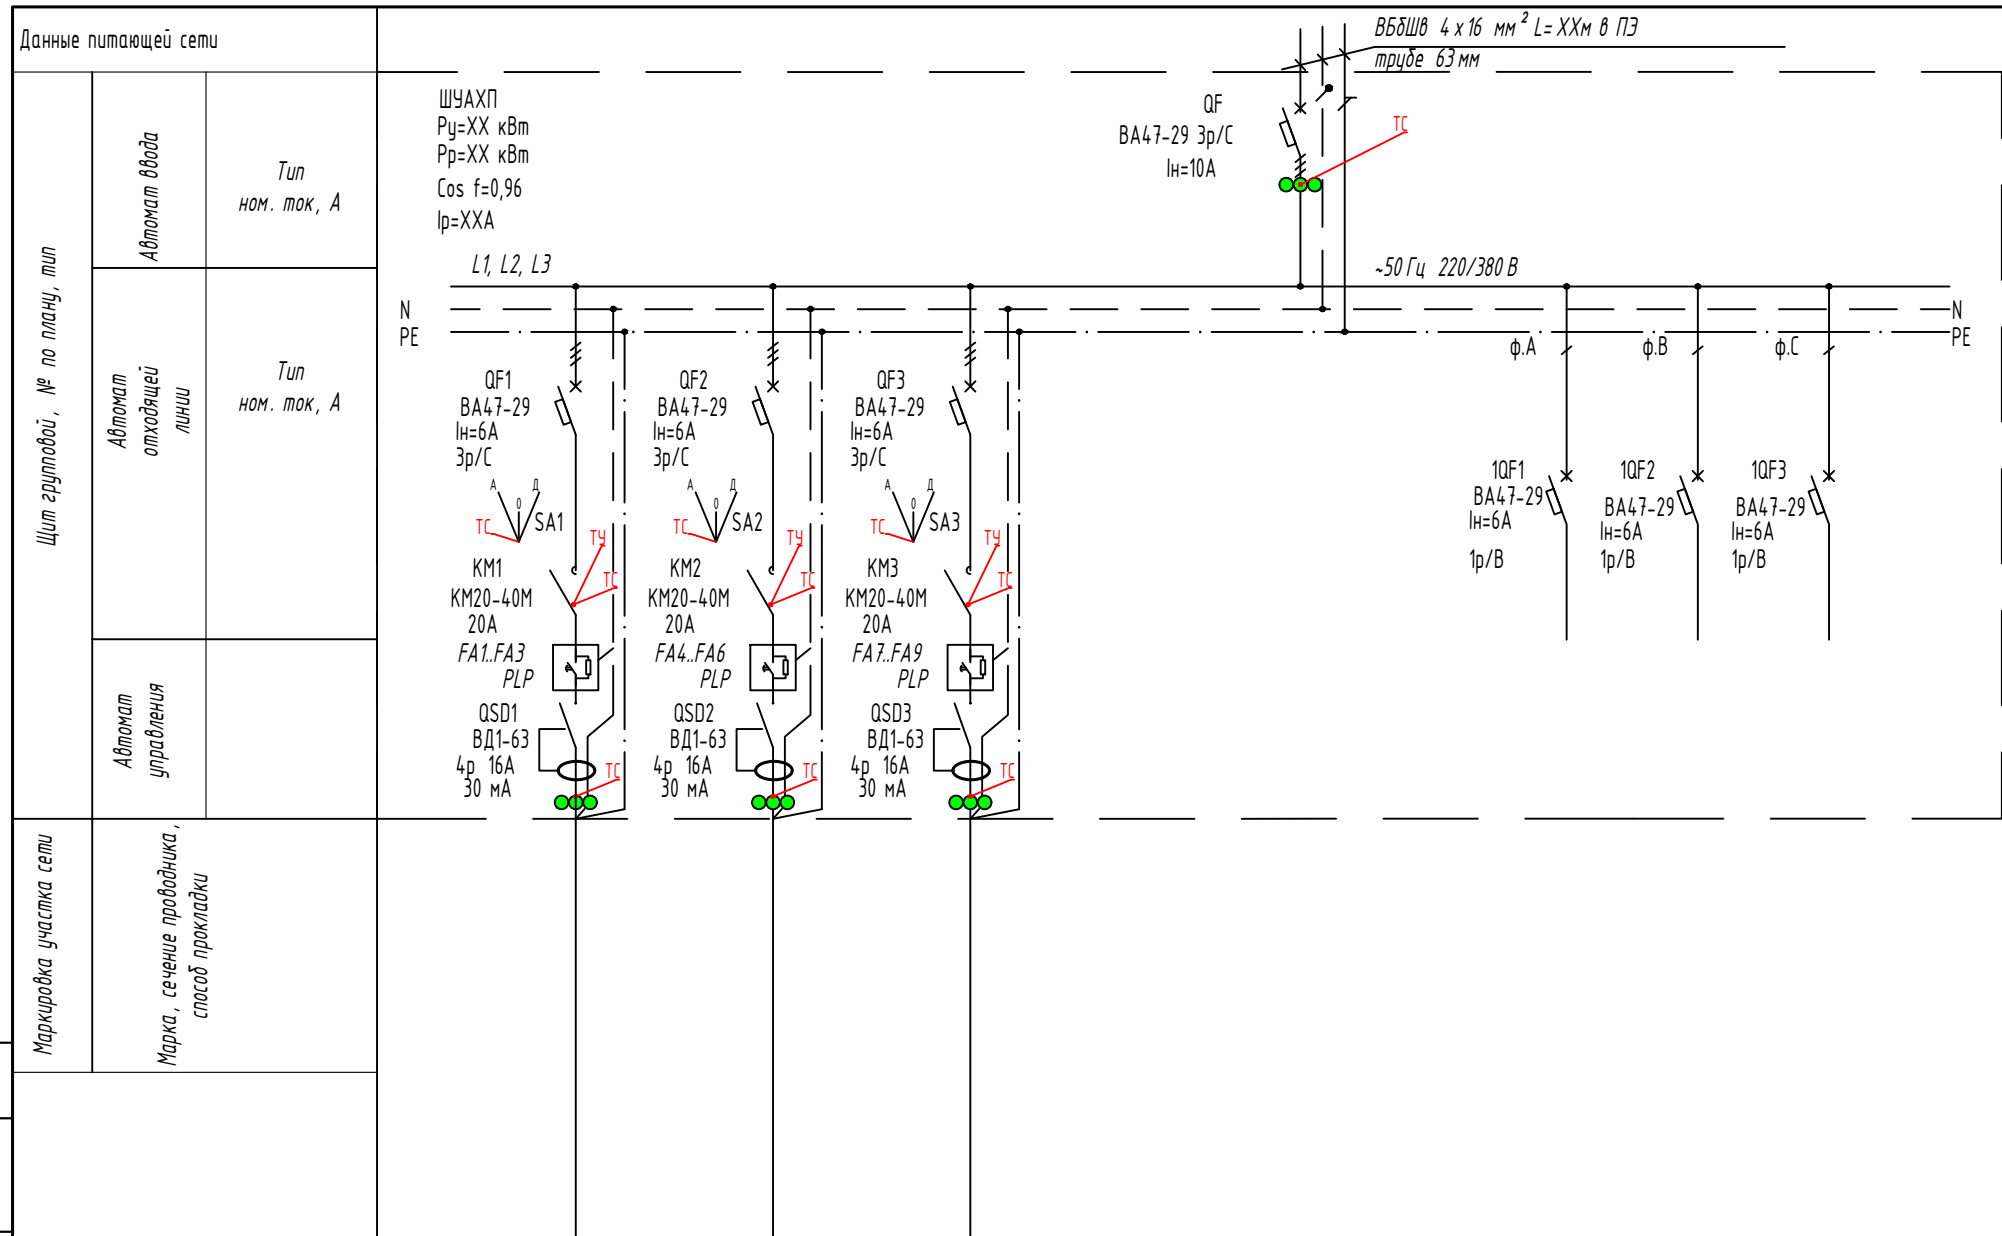 Данные питающей сети
ВБбШв 4х16 мм² L= ХХм в ПЭ
трубе 63 мм
Щит групповой, № по плану, тип
Автомат ввода
Тип
ном. ток, А
ШУАХП
Ру=ХХ кВт
Рр=ХХ кВт
Cos f=0,96
Iр=ХХА
QF
ВА47-29 3р/С
Iн=10А
ТС
L1, L2, L3
~50 Гц 220/380 В
N
PE
N
PE
Автомат
отходящей
линии
Тип
ном. ток, А
QF1
ВА47-29
Iн=6А
3р/С
А
0
Д
ТС
SA1
ТУ
КМ1
ТС
КМ20-40М
20А
FA1..FA3
PLP
QSD1
ВД1-63
4р 16А
30 мА
ТС
QF2
ВА47-29
Iн=6А
3р/С
А
0
Д
ТС
SA2
ТУ
КМ2
ТС
КМ20-40М
20А
FA4..FA6
PLP
QSD2
ВД1-63
4р 16А
30 мА
ТС
QF3
ВА47-29
Iн=6А
3р/С
А
0
Д
ТС
SA3
ТУ
КМ3
ТС
КМ20-40М
20А
FA7..FA9
PLP
QSD3
ВД1-63
4р 16А
30 мА
ТС
ф.А
1QF1
ВА47-29
Iн=6А
1р/В
ф.В
1QF2
ВА47-29
Iн=6А
1р/В
ф.С
1QF3
ВА47-29
Iн=6А
1р/В
Автомат
управления
Маркировка участка сети
Марка, сечение проводника,
способ прокладки